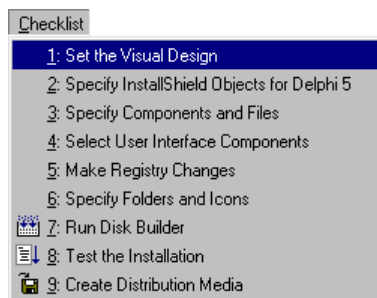 Checklist
1: Set the Visual Design
2: Specify InstallShield Objects for Delphi 5
3: Specify Components and Files
4: Select User Interface Components
5: Make Registry Changes
6: Specify Folders and Icons
7: Run Disk Builder
8: Test the Installation
9: Create Distribution Media